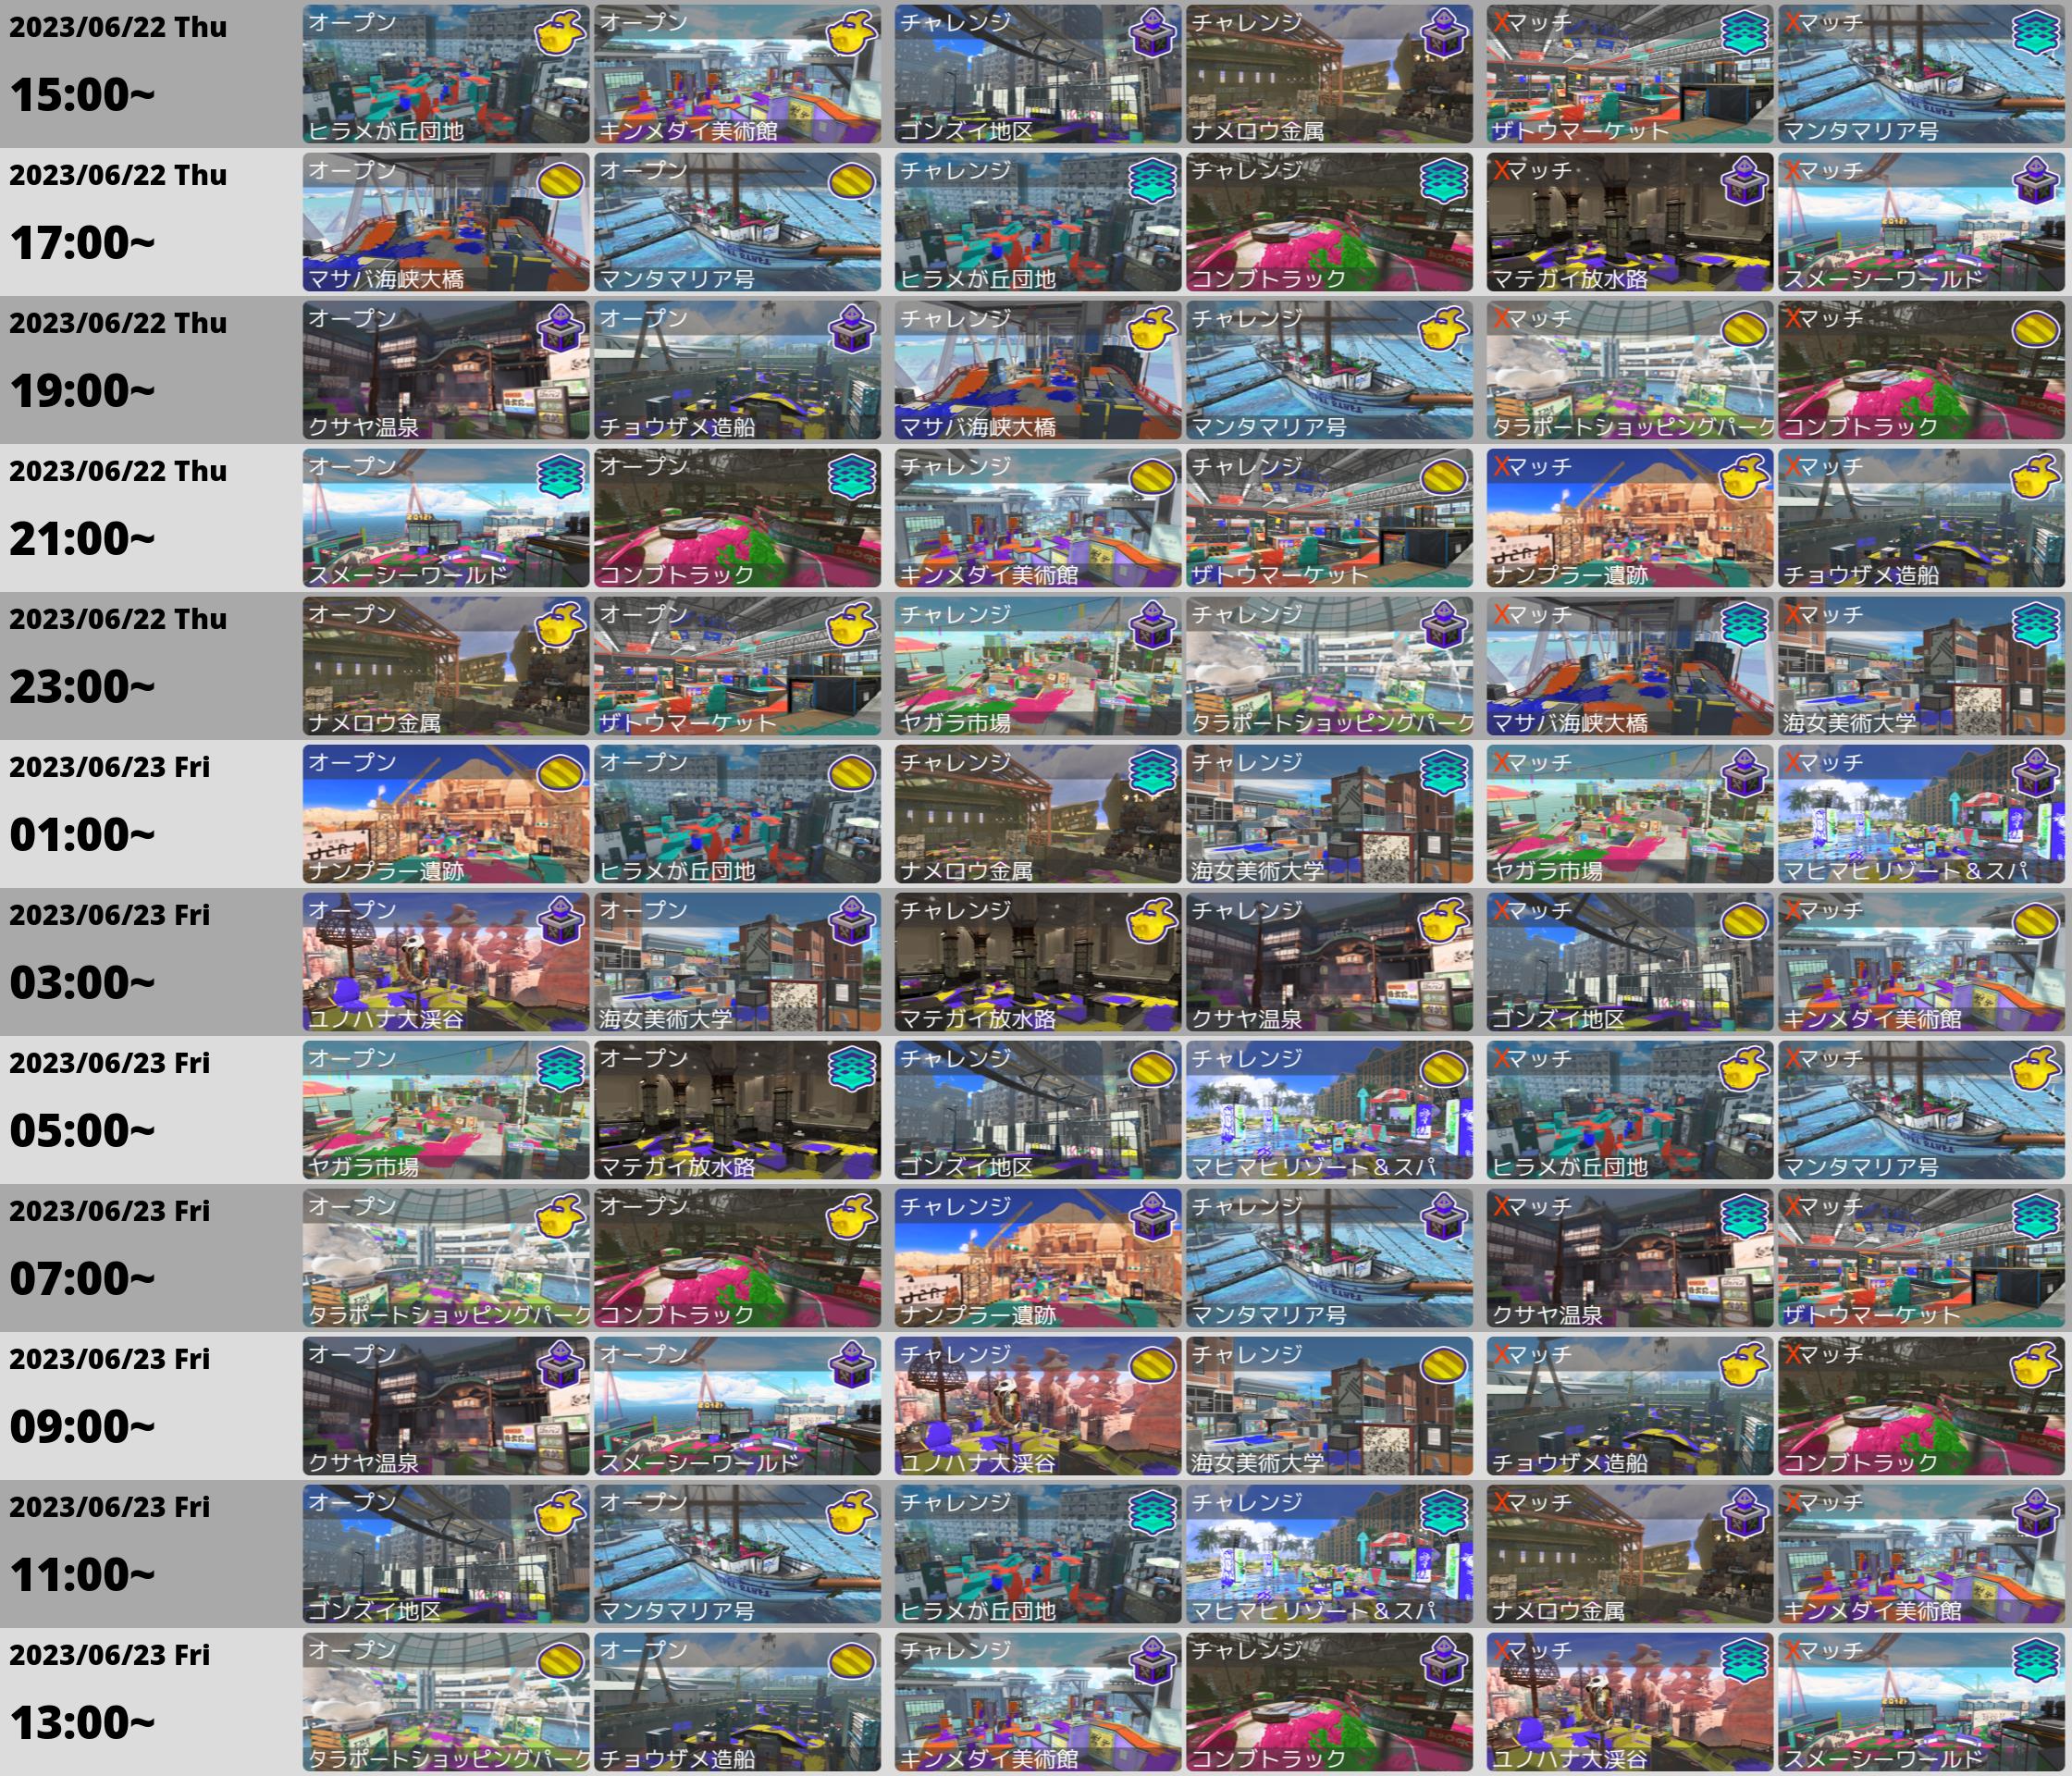 2023/06/22 Thu
15:00~
オープン オープン チャレンジ チャレンジ Xマッチ Xマッチ
ヒラメが丘団地 キンメダイ美術館 ゴンズイ地区 ナメロウ金属 ザトウマーケット マンタマリア号
2023/06/22 Thu
17:00~
オープン オープン チャレンジ チャレンジ Xマッチ Xマッチ
マサバ海峡大橋 マンタマリア号 ヒラメが丘団地 コンブトラック マテガイ放水路 スメーシーワールド
2023/06/22 Thu
19:00~
オープン オープン チャレンジ チャレンジ Xマッチ Xマッチ
クサヤ温泉 チョウザメ造船 マサバ海峡大橋 マンタマリア号 タラポートショッピングパーク コンブトラック
2023/06/22 Thu
21:00~
オープン オープン チャレンジ チャレンジ Xマッチ Xマッチ
スメーシーワールド コンブトラック キンメダイ美術館 ザトウマーケット ナンプラー遺跡 チョウザメ造船
2023/06/22 Thu
23:00~
オープン オープン チャレンジ チャレンジ Xマッチ Xマッチ
ナメロウ金属 ザトウマーケット ヤガラ市場 タラポートショッピングパーク マサバ海峡大橋 海女美術大学
2023/06/23 Fri
01:00~
オープン オープン チャレンジ チャレンジ Xマッチ Xマッチ
ナンプラー遺跡 ヒラメが丘団地 ナメロウ金属 海女美術大学 ヤガラ市場 マヒマヒリゾート＆スパ
2023/06/23 Fri
03:00~
オープン オープン チャレンジ チャレンジ Xマッチ Xマッチ
ユノハナ大渓谷 海女美術大学 マテガイ放水路 クサヤ温泉 ゴンズイ地区 キンメダイ美術館
2023/06/23 Fri
05:00~
オープン オープン チャレンジ チャレンジ Xマッチ Xマッチ
ヤガラ市場 マテガイ放水路 ゴンズイ地区 マヒマヒリゾート＆スパ ヒラメが丘団地 マンタマリア号
2023/06/23 Fri
07:00~
オープン オープン チャレンジ チャレンジ Xマッチ Xマッチ
タラポートショッピングパーク コンブトラック ナンプラー遺跡 マンタマリア号 クサヤ温泉 ザトウマーケット
2023/06/23 Fri
09:00~
オープン オープン チャレンジ チャレンジ Xマッチ Xマッチ
クサヤ温泉 スメーシーワールド ユノハナ大渓谷 海女美術大学 チョウザメ造船 コンブトラック
2023/06/23 Fri
11:00~
オープン オープン チャレンジ チャレンジ Xマッチ Xマッチ
ゴンズイ地区 マンタマリア号 ヒラメが丘団地 マヒマヒリゾート＆スパ ナメロウ金属 キンメダイ美術館
2023/06/23 Fri
13:00~
オープン オープン チャレンジ チャレンジ Xマッチ Xマッチ
タラポートショッピングパーク チョウザメ造船 キンメダイ美術館 コンブトラック ユノハナ大渓谷 スメーシーワールド